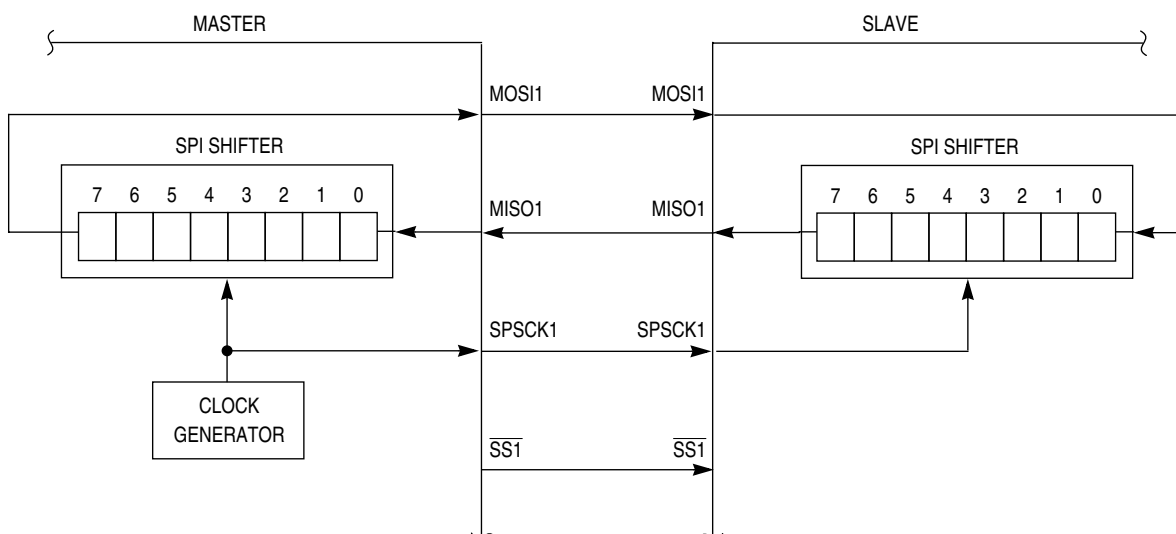 MASTER SLAVE
MOSI1 MOSI1
SPI SHIFTER SPI SHIFTER
7 6 5 4 3 2 1 0 7 6 5 4 3 2 1 0
MISO1 MISO1
SPSCK1 SPSCK1
CLOCK
GENERATOR
SS1 SS1